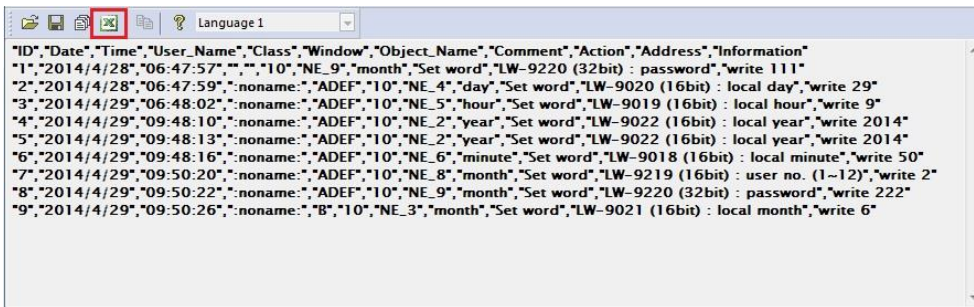 Language 1
"ID","Date","Time","User_Name","Class","Window","Object_Name","Comment","Action","Address","Information"
"1","2014/4/28","06:47:57","","","10","NE_9","month","Set word","LW-9220 (32bit) : password","write 111"
"2","2014/4/28","06:47:59",":noname:","ADEF","10","NE_4","day","Set word","LW-9020 (16bit) : local day","write 29"
"3","2014/4/29","06:48:02",":noname:","ADEF","10","NE_5","hour","Set word","LW-9019 (16bit) : local hour","write 9"
"4","2014/4/29","09:48:10",":noname:","ADEF","10","NE_2","year","Set word","LW-9022 (16bit) : local year","write 2014"
"5","2014/4/29","09:48:13",":noname:","ADEF","10","NE_2","year","Set word","LW-9022 (16bit) : local year","write 2014"
"6","2014/4/29","09:48:16",":noname:","ADEF","10","NE_6","minute","Set word","LW-9018 (16bit) : local minute","write 50"
"7","2014/4/29","09:50:20",":noname:","ADEF","10","NE_8","month","Set word","LW-9219 (16bit) : user no. (1~12)","write 2"
"8","2014/4/29","09:50:22",":noname:","ADEF","10","NE_9","month","Set word","LW-9220 (32bit) : password","write 222"
"9","2014/4/29","09:50:26",":noname:","B","10","NE_3","month","Set word","LW-9021 (16bit) : local month","write 6"